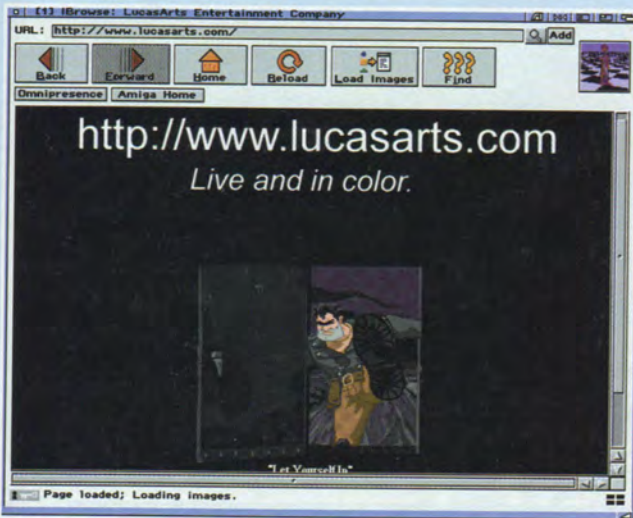 [1] IBrowse: LucasArts Entertainment Company
URL: http://www.lucasarts.com/
Add
Back Forward Home Reload Load Images Find
Omnipresence Amiga Home
http://www.lucasarts.com
Live and in color.
"Let Yourself In"
Page loaded; Loading images.